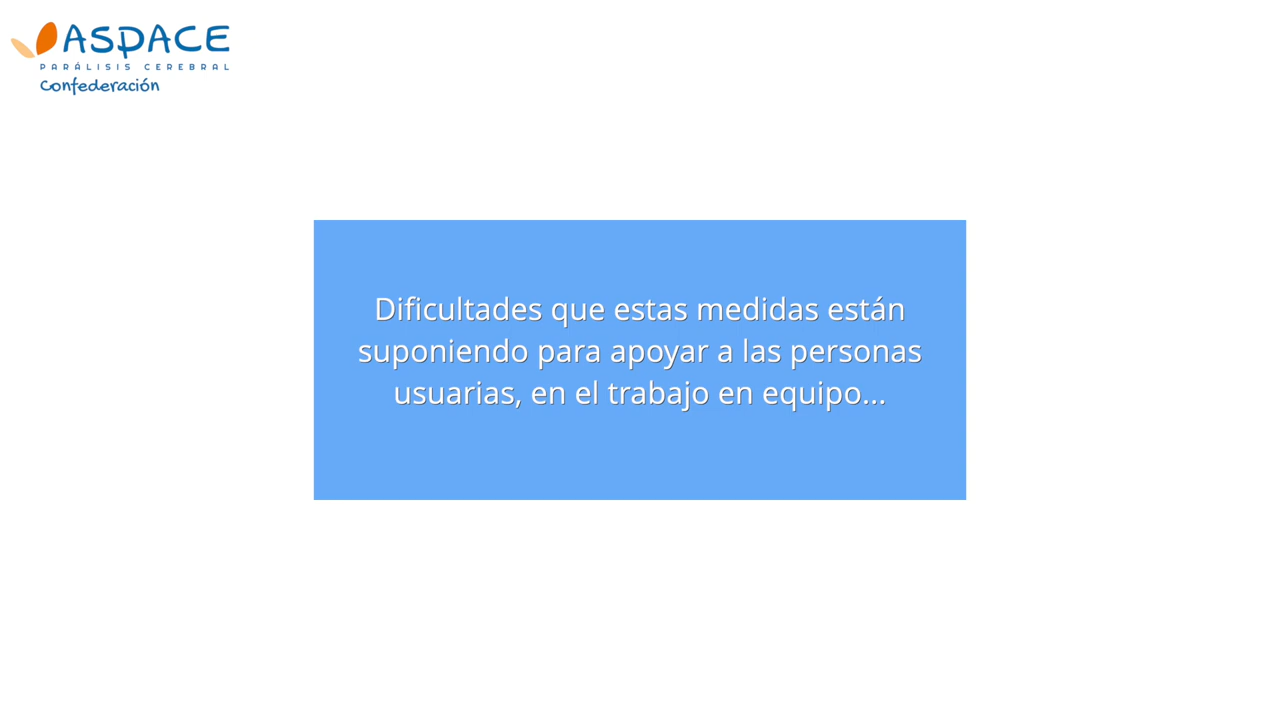 ASPACE
PARÁLISIS CEREBRAL
Confederación
Dificultades que estas medidas están
suponiendo para apoyar a las personas
usuarias, en el trabajo en equipo...